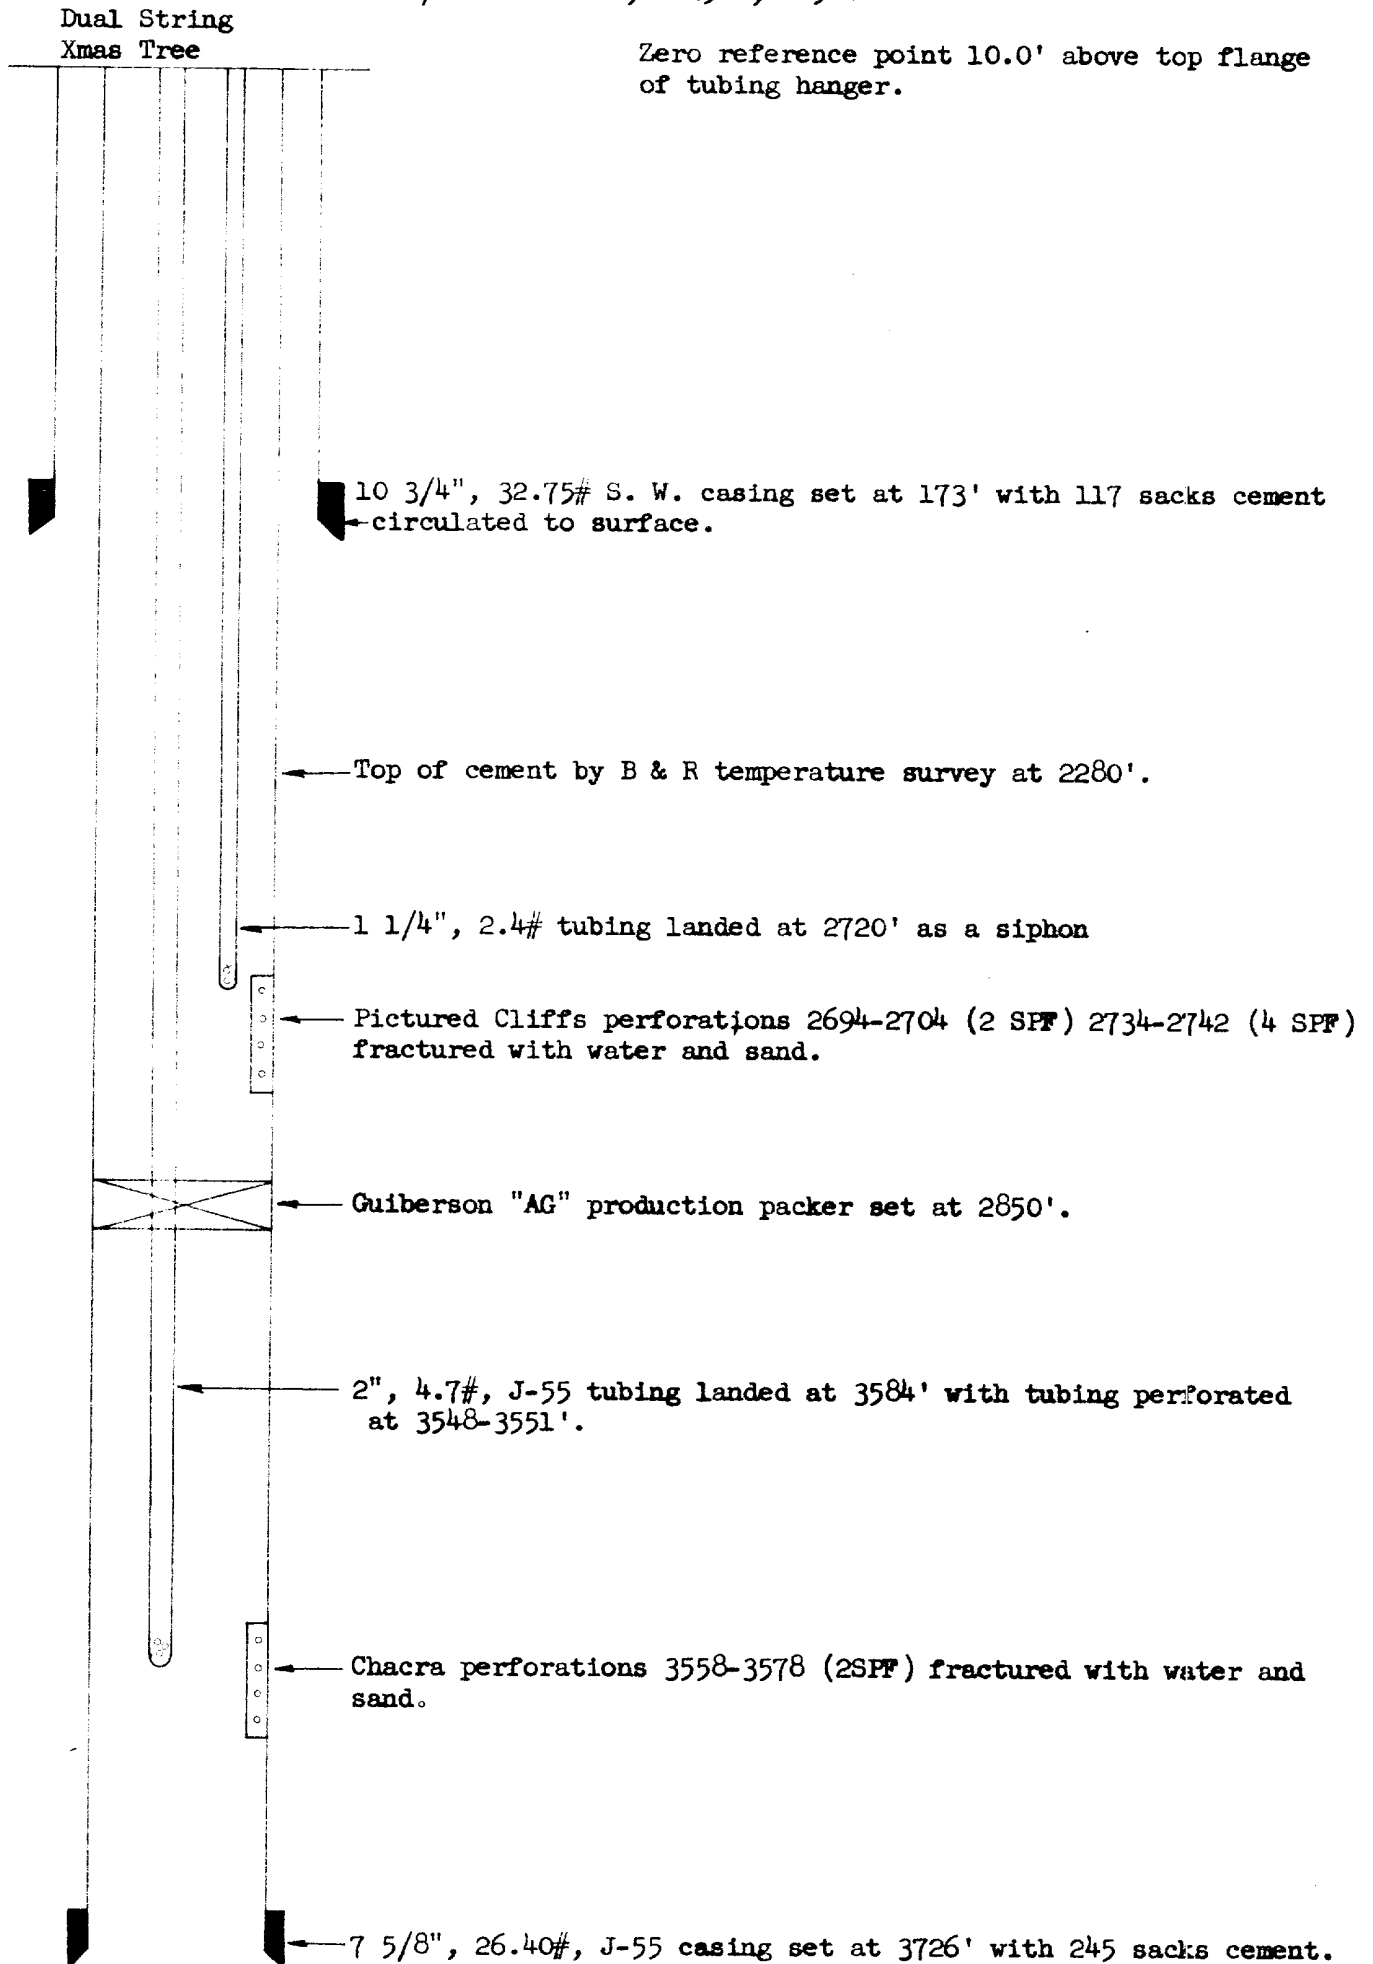 Dual String
Xmas Tree
Zero reference point 10.0' above top flange
of tubing hanger.
10 3/4", 32.75# S. W. casing set at 173' with 117 sacks cement
circulated to surface.
Top of cement by B & R temperature survey at 2280'.
1 1/4", 2.4# tubing landed at 2720' as a siphon
Pictured Cliffs perforations 2694-2704 (2 SPF) 2734-2742 (4 SPF)
fractured with water and sand.
Guiberson "AG" production packer set at 2850'.
2", 4.7#, J-55 tubing landed at 3584' with tubing perforated
at 3548-3551'.
Chacra perforations 3558-3578 (2SPF) fractured with water and
sand.
7 5/8", 26.40#, J-55 casing set at 3726' with 245 sacks cement.